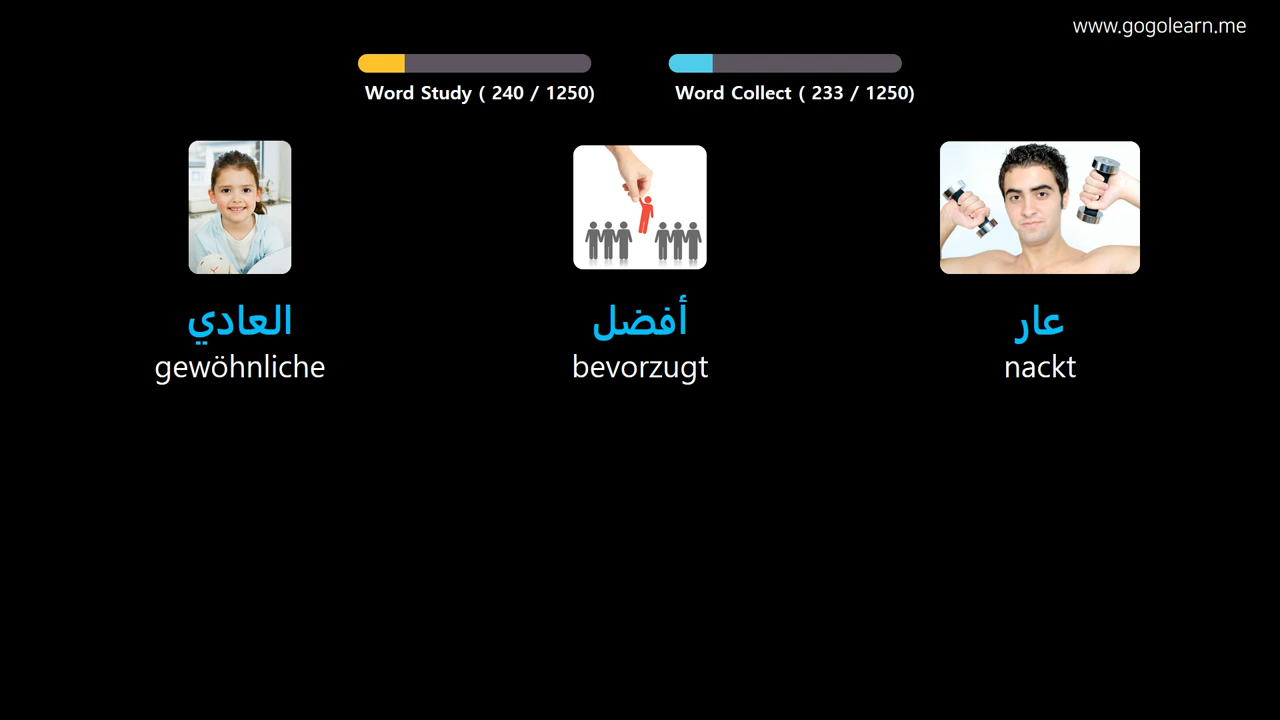 www.gogolearn.me
Word Study ( 240 / 1250)
Word Collect ( 233 / 1250)
العادي
gewöhnliche
أفضل
bevorzugt
عار
nackt